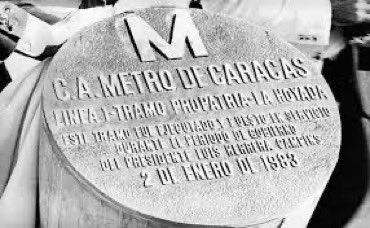 M
C.A. METRO DE CARACAS
LINEA 1-TRAMO PROPATRIA-LA HOYADA
ESTE TRAMO FUE EJECUTADO Y PUESTO EN SERVICIO
DURANTE EL PERIODO DE GOBIERNO
DEL PRESIDENTE LUIS HERRERA CAMPINS
2 DE ENERO DE 1983